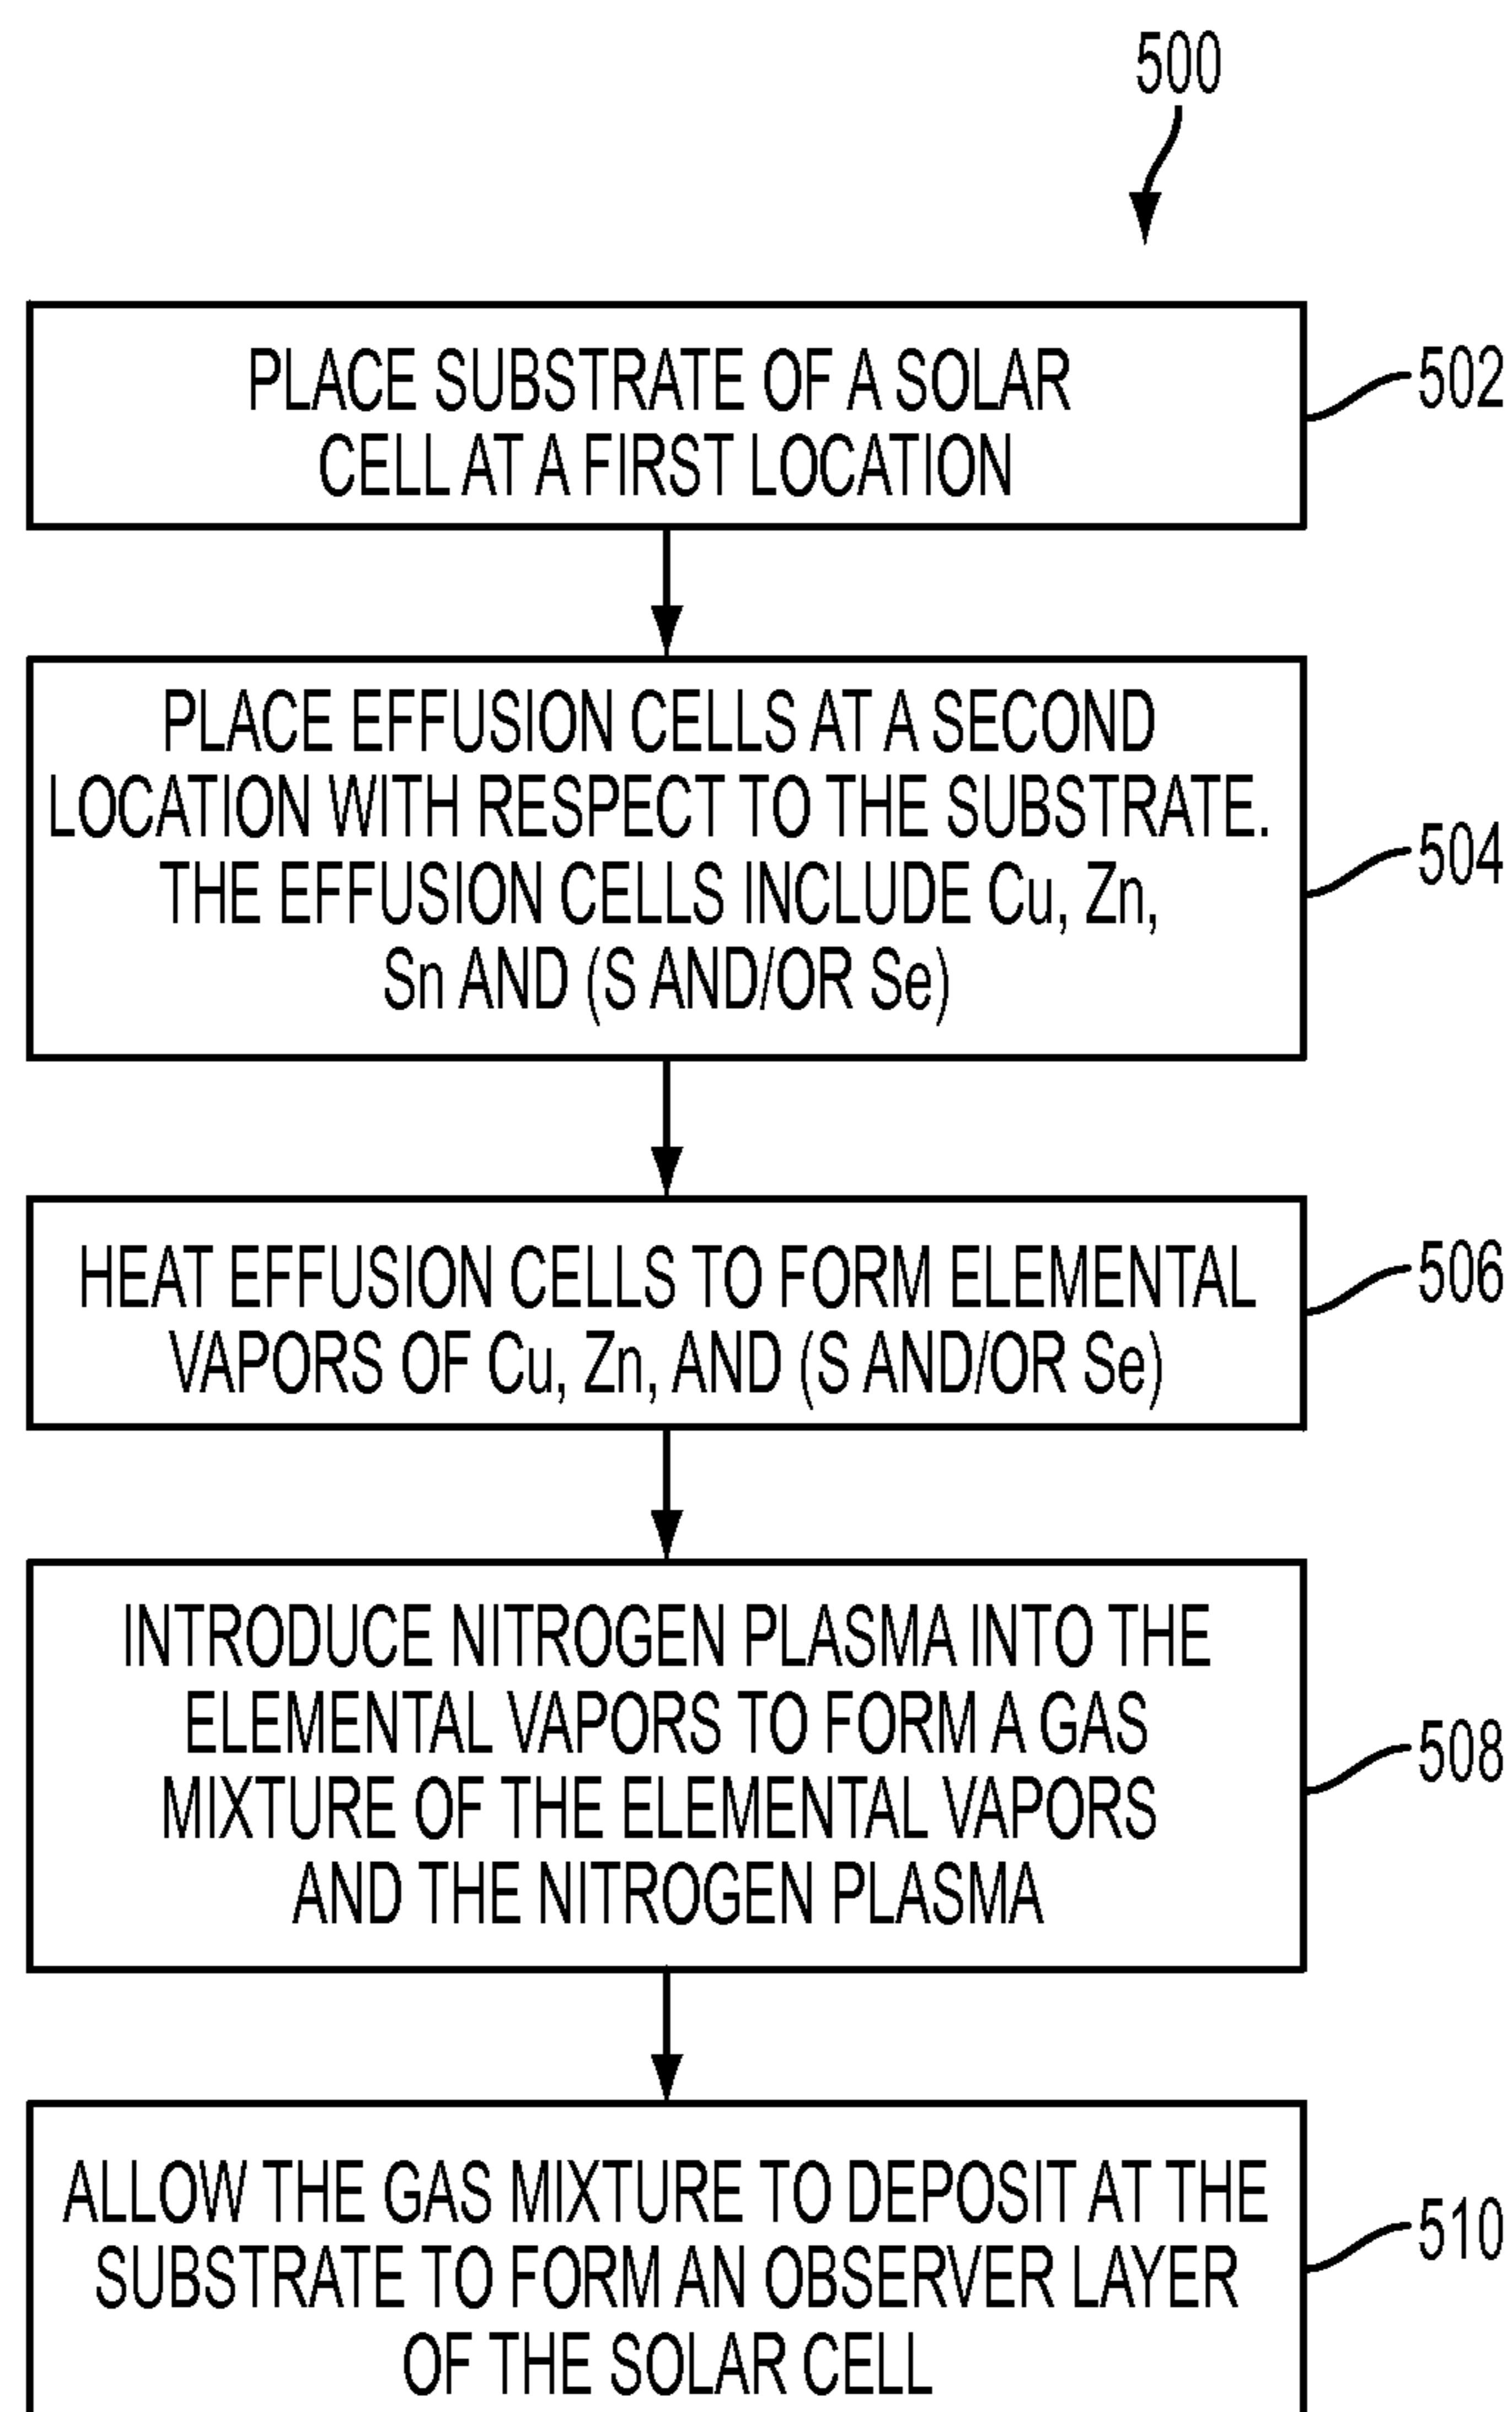 500
PLACE SUBSTRATE OF A SOLAR
CELL AT A FIRST LOCATION
502
PLACE EFFUSION CELLS AT A SECOND
LOCATION WITH RESPECT TO THE SUBSTRATE.
THE EFFUSION CELLS INCLUDE Cu, Zn,
Sn AND (S AND/OR Se)
504
HEAT EFFUSION CELLS TO FORM ELEMENTAL
VAPORS OF Cu, Zn, AND (S AND/OR Se)
506
INTRODUCE NITROGEN PLASMA INTO THE
ELEMENTAL VAPORS TO FORM A GAS
MIXTURE OF THE ELEMENTAL VAPORS
AND THE NITROGEN PLASMA
508
ALLOW THE GAS MIXTURE TO DEPOSIT AT THE
SUBSTRATE TO FORM AN OBSERVER LAYER
OF THE SOLAR CELL
510